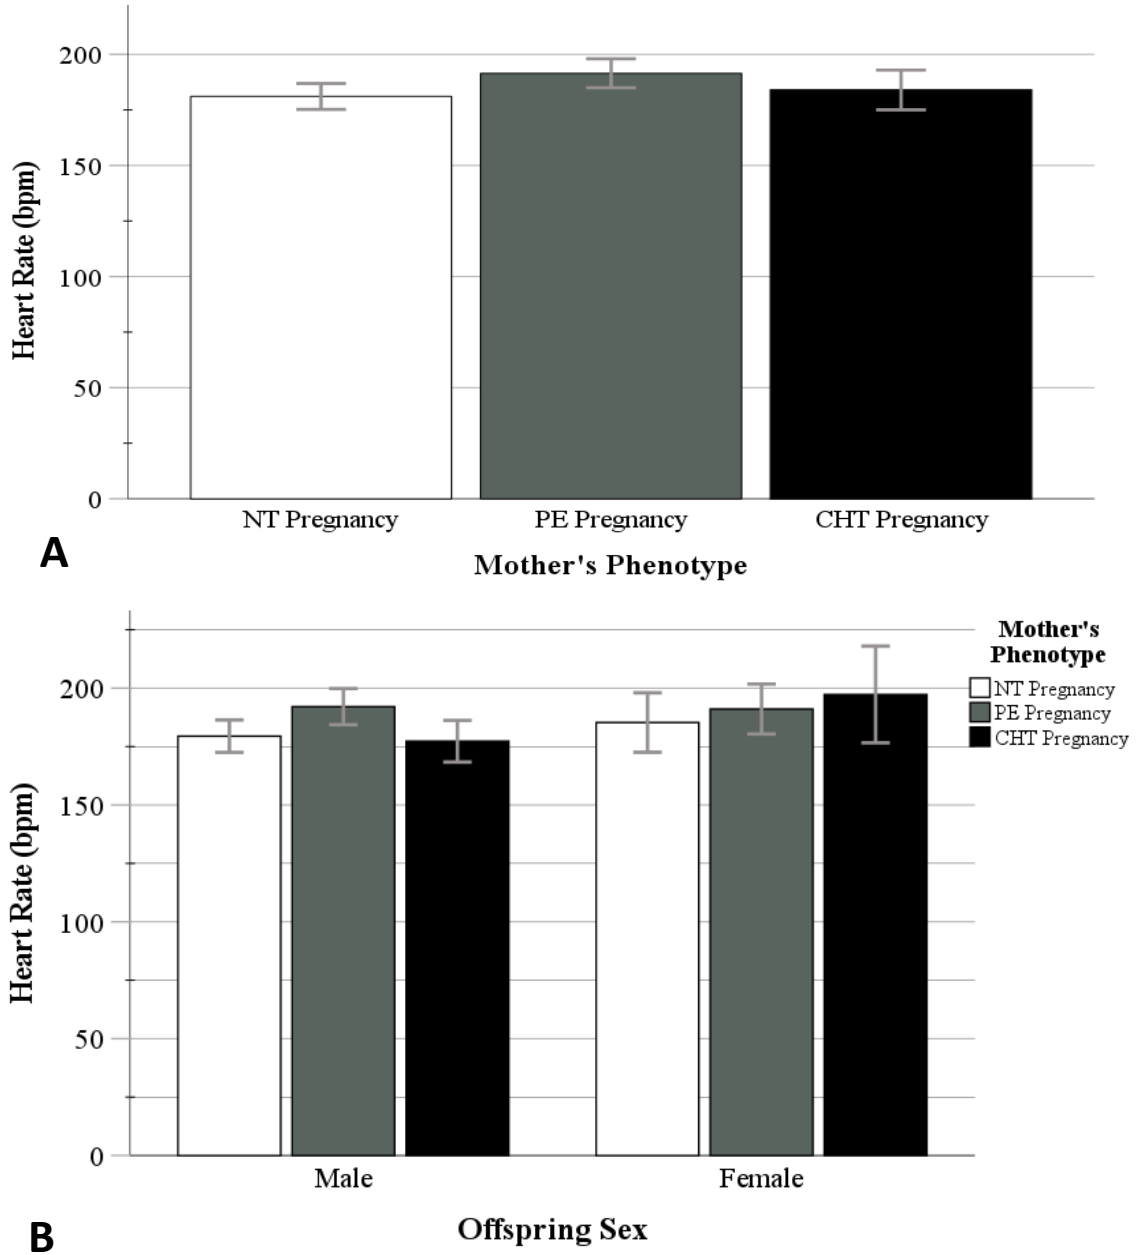 200
150
100
50
0
Heart Rate (bpm)
NT Pregnancy PE Pregnancy CHT Pregnancy
A
Mother's Phenotype
200
150
100
50
0
Heart Rate (bpm)
Mother's
Phenotype
NT Pregnancy
PE Pregnancy
CHT Pregnancy
Male Female
Offspring Sex
B